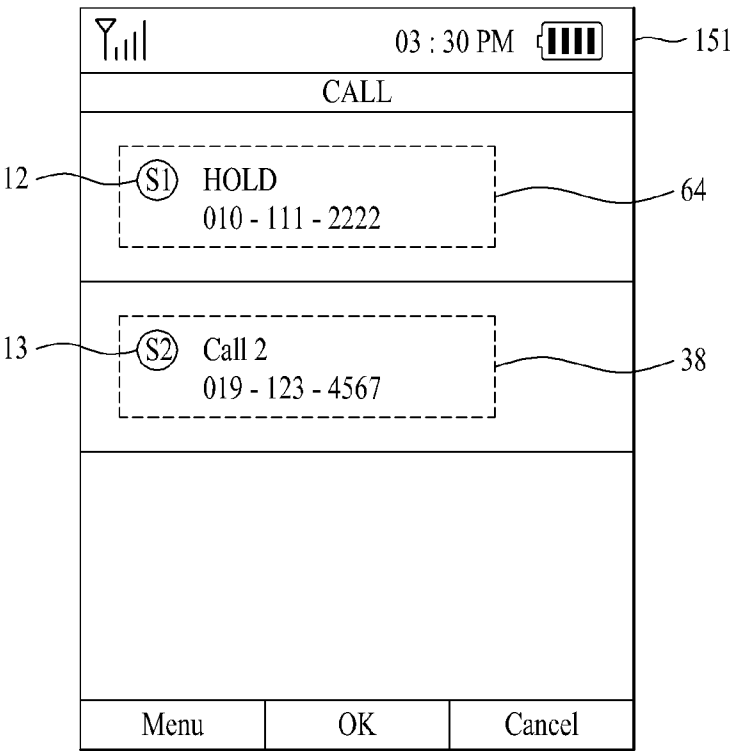 03 : 30 PM
151
CALL
12
S1 HOLD
64
010 - 111 - 2222
13
S2 Call 2
38
019 - 123 - 4567
Menu OK Cancel